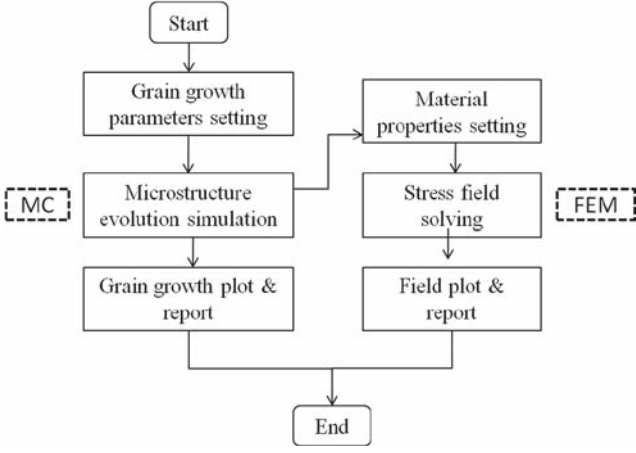 Start
Grain growth
parameters setting
Material
properties setting
MC
Microstructure
evolution simulation
Stress field
solving
FEM
Grain growth plot &
report
Field plot &
report
End